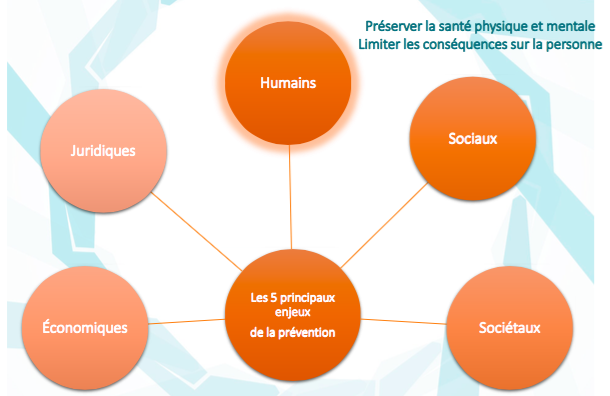 Préserver la santé physique et mentale
Limiter les conséquences sur la personne
Humains
Sociaux
Juridiques
Les 5 principaux
enjeux
de la prévention
Économiques
Sociétaux